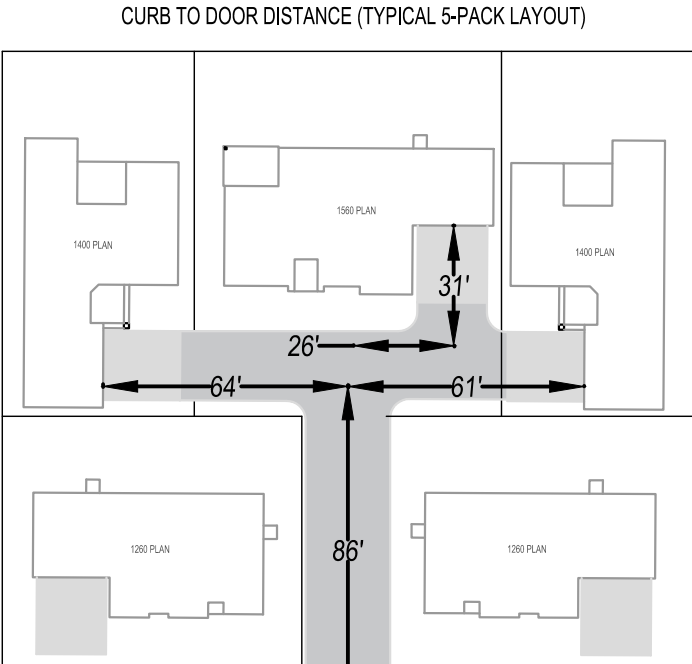 CURB TO DOOR DISTANCE (TYPICAL 5-PACK LAYOUT)
1560 PLAN
1400 PLAN
1400 PLAN
31'
26'
64'
61'
86'
1260 PLAN
1260 PLAN